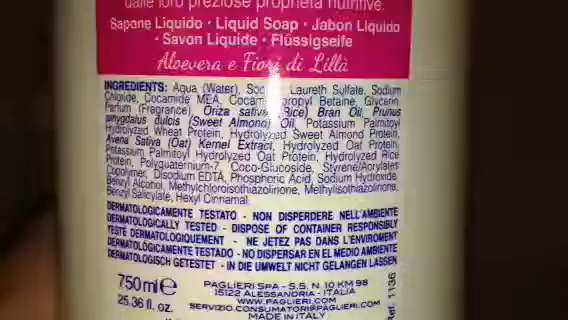 dalle loro preziose proprietà nutritive.
Sapone Liquido · Liquid Soap · Jabon Liquido
· Savon Liquide · Flüssigseife
Aloevera e Fiori di Lillà
INGREDIENTS: Aqua (Water), Laureth Sulfate, Sodium
Chloride, Cocamide MEA, Betaine, Glycerin,
Parfum (Fragrance), Oryza sativa (Rice) Bran Oil, Prunus
amygdalus dulcis (Sweet Almond) Oil, Potassium Palmitoyl
Hydrolyzed Wheat Protein, Hydrolyzed Sweet Almond Protein,
Avena Sativa (Oat) Kernel Extract, Hydrolyzed Oat Protein,
Potassium Palmitoyl Hydrolyzed Oat Protein, Hydrolyzed Rice
Protein, Polyquaternium-7, Coco-Glucoside, Styrene/Acrylates
Copolymer, Disodium EDTA, Phosphoric Acid, Sodium Hydroxide,
Benzyl Alcohol, Methylchloroisothiazolinone, Methylisothiazolinone,
Benzyl Salicylate, Hexyl Cinnamal.
DERMATOLOGICAMENTE TESTATO - NON DISPERDERE NELL'AMBIENTE
DERMATOLOGICALLY TESTED - DISPOSE OF CONTAINER RESPONSIBLY
TESTÉ DERMATOLOGIQUEMENT - NE JETEZ PAS DANS L'ENVIROMENT
DERMATOLÓGICAMENTE TESTADO - NO DISPERSAR EN EL MEDIO AMBIENTE
DERMATOLOGISCH GETESTET - IN DIE UMWELT NICHT GELANGEN LASSEN
750 ml e
25.36 fl. oz.
PAGLIERI SPA - S.S. N. 10 KM 98
15122 ALESSANDRIA - ITALIA
WWW.PAGLIERI.COM
SERVIZIO.CONSUMATORI@PAGLIERI.COM
MADE IN ITALY
Ref. 1136